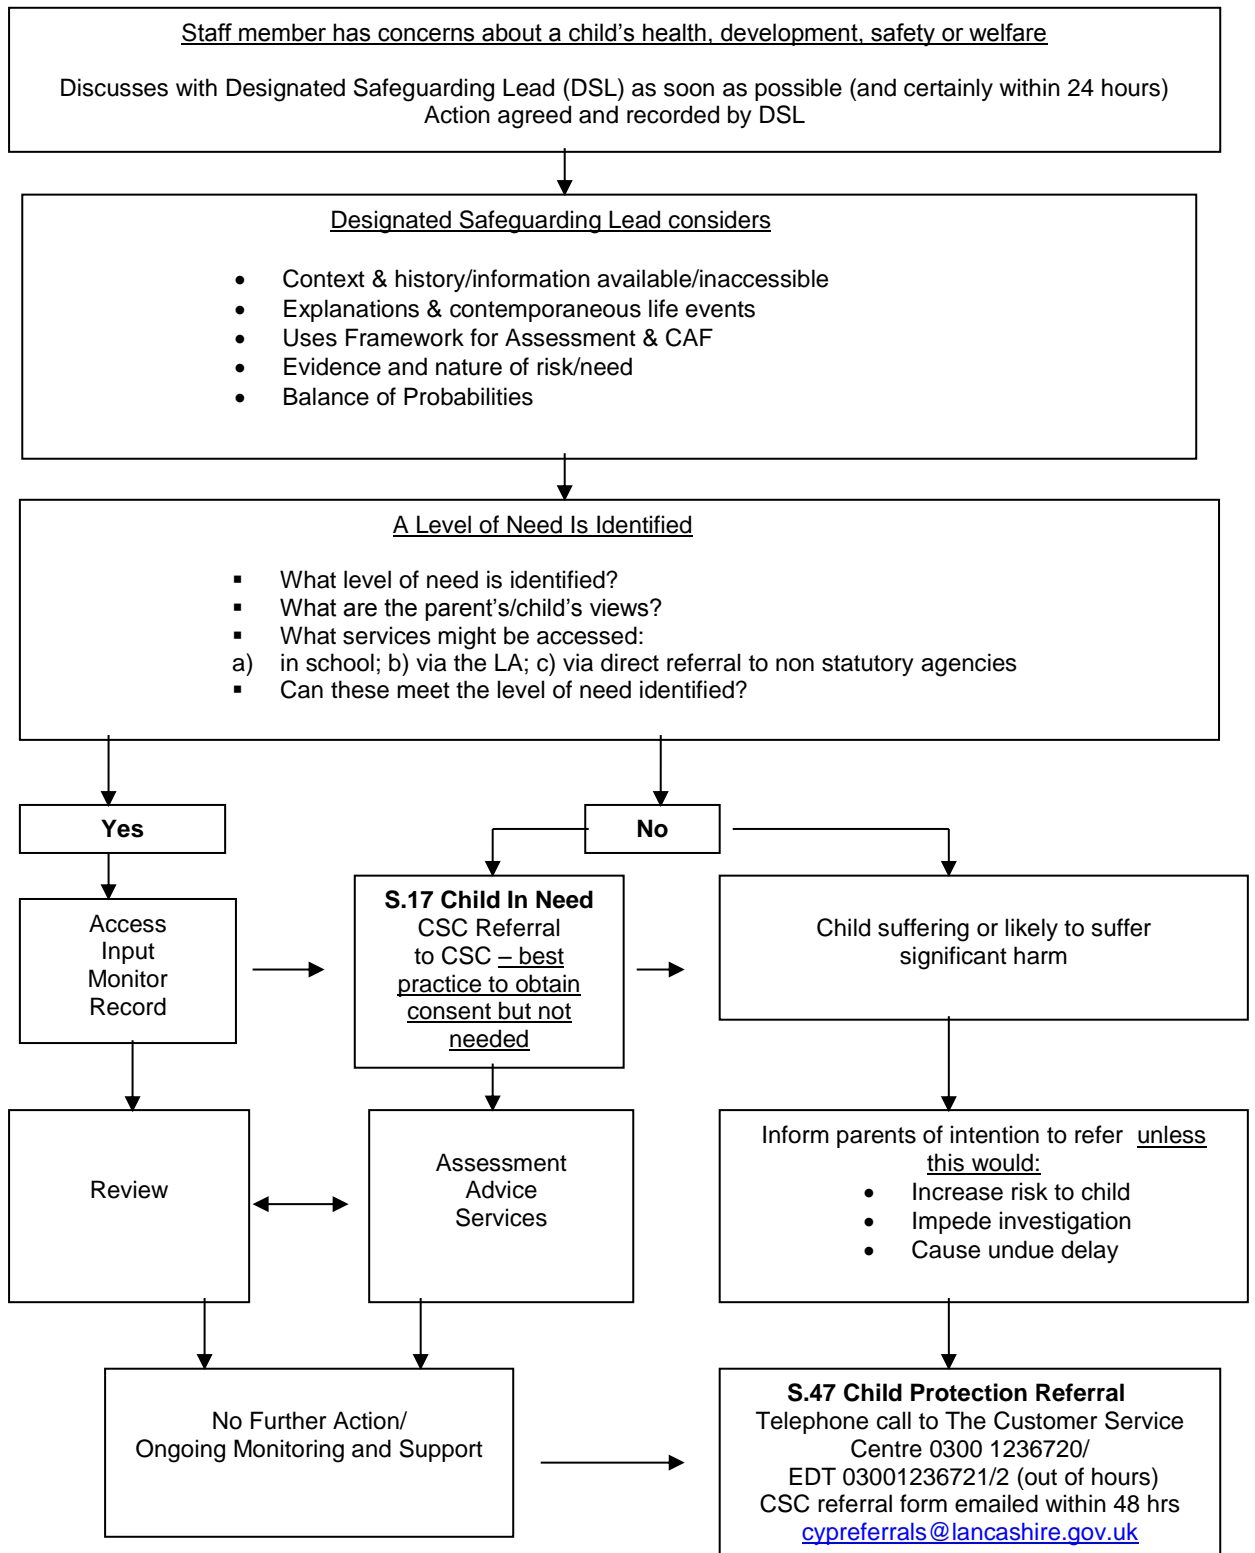 Staff member has concerns about a child's health, development, safety or welfare
Discusses with Designated Safeguarding Lead (DSL) as soon as possible (and certainly within 24 hours)
Action agreed and recorded by DSL
Designated Safeguarding Lead considers
• Context & history/information available/inaccessible
• Explanations & contemporaneous life events
• Uses Framework for Assessment & CAF
• Evidence and nature of risk/need
• Balance of Probabilities
A Level of Need Is Identified
▪ What level of need is identified?
▪ What are the parent's/child's views?
▪ What services might be accessed:
a) in school; b) via the LA; c) via direct referral to non statutory agencies
▪ Can these meet the level of need identified?
Yes
No
Access
Input
Monitor
Record
S.17 Child In Need
CSC Referral
to CSC – best
practice to obtain
consent but not
needed
Child suffering or likely to suffer
significant harm
Review
Assessment
Advice
Services
Inform parents of intention to refer unless
this would:
• Increase risk to child
• Impede investigation
• Cause undue delay
No Further Action/
Ongoing Monitoring and Support
S.47 Child Protection Referral
Telephone call to The Customer Service
Centre 0300 1236720/
EDT 03001236721/2 (out of hours)
CSC referral form emailed within 48 hrs
cypreferrals@lancashire.gov.uk